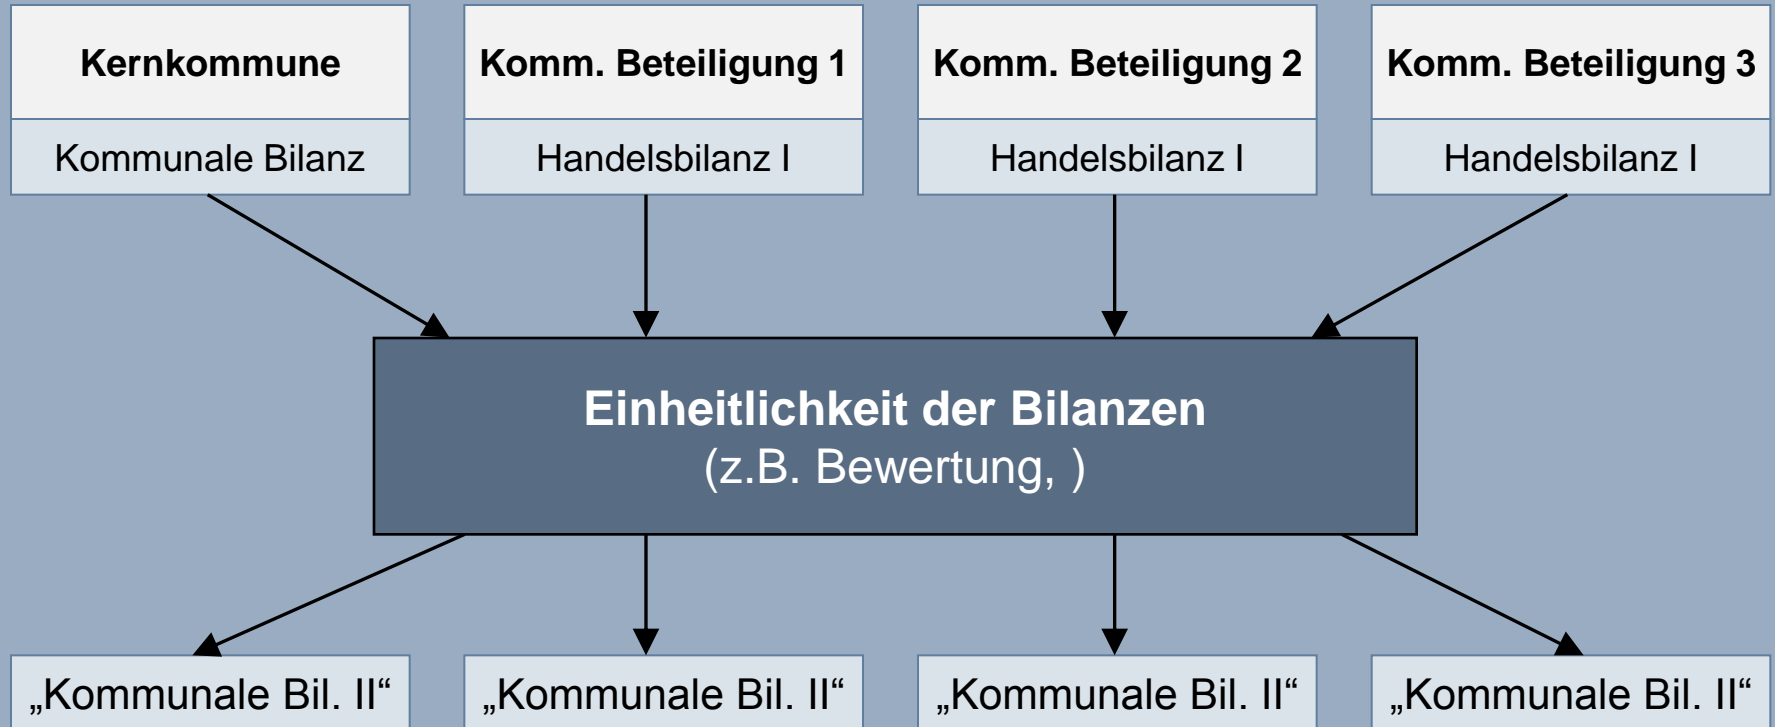 Kernkommune
Komm. Beteiligung 1
Komm. Beteiligung 2
Komm. Beteiligung 3
Kommunale Bilanz
Handelsbilanz I
Handelsbilanz I
Handelsbilanz I
Einheitlichkeit der Bilanzen
(z.B. Bewertung, )
„Kommunale Bil. II“
„Kommunale Bil. II“
„Kommunale Bil. II“
„Kommunale Bil. II“